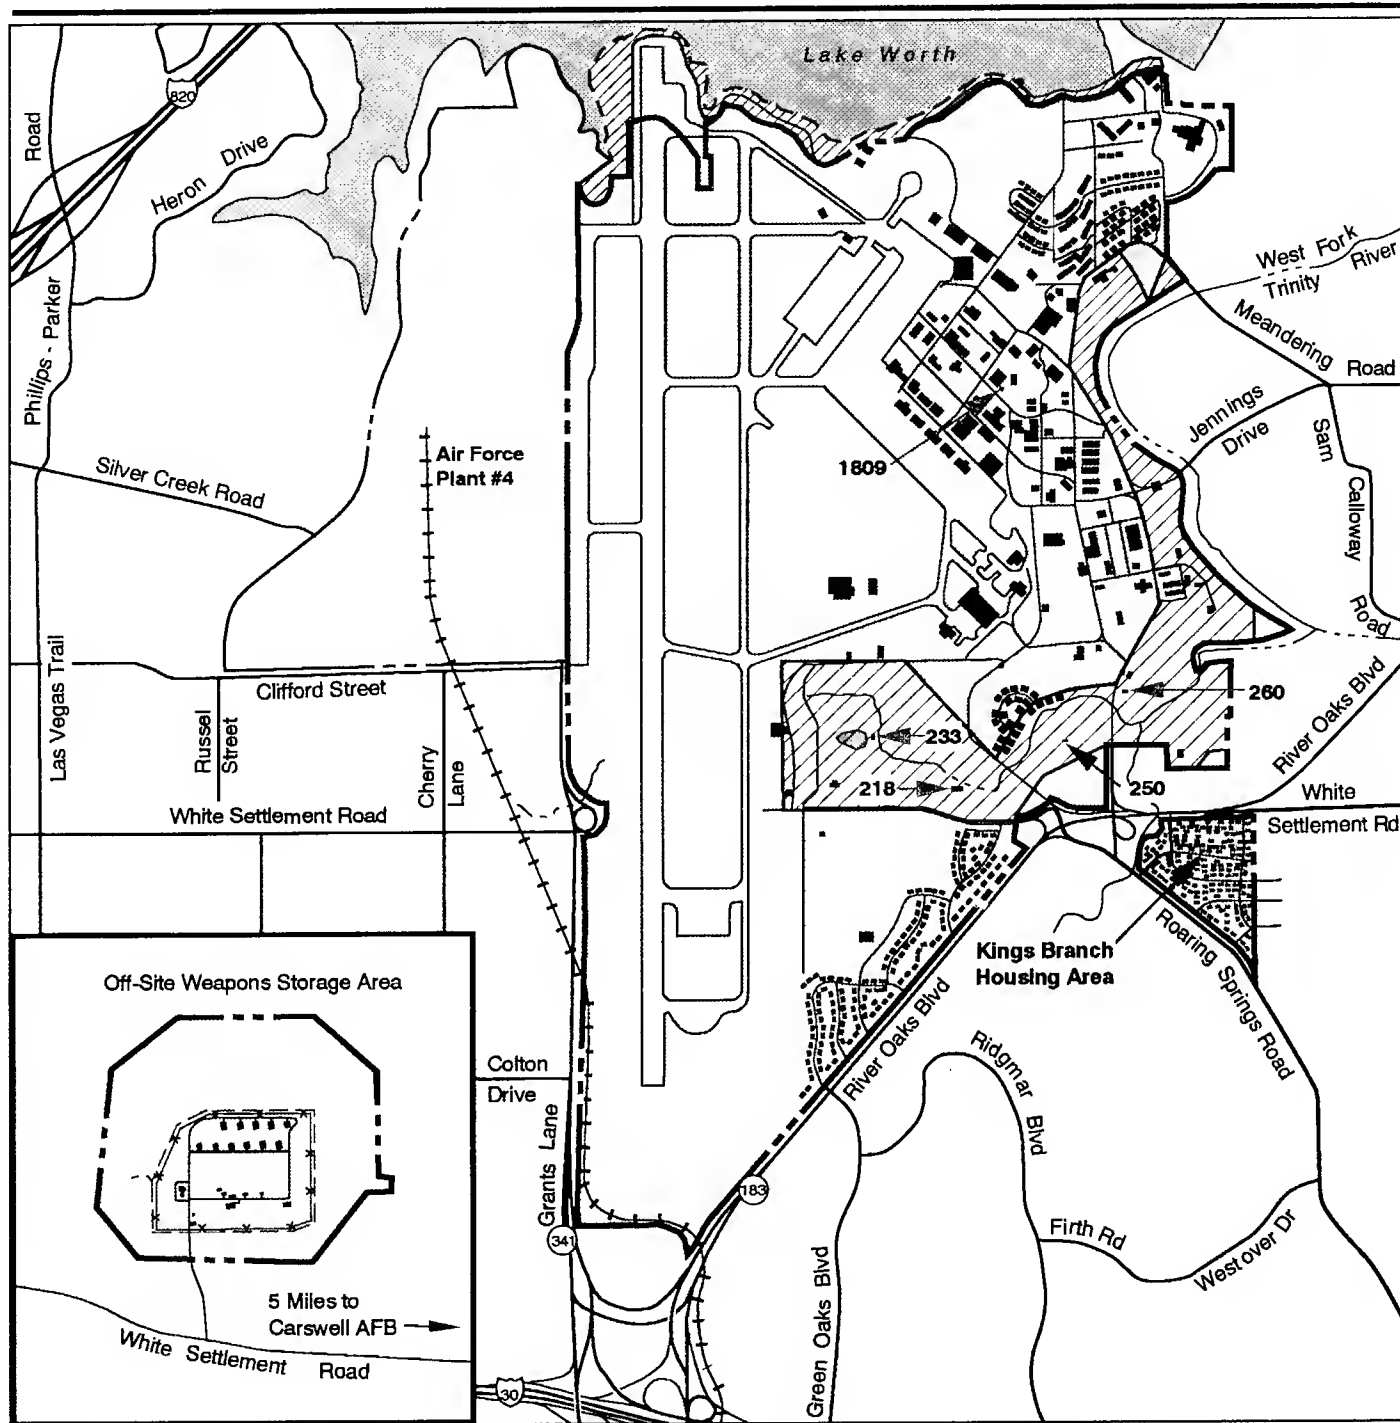 Lake Worth
820
Road
Heron Drive
West Fork
Trinity River
Phillips - Parker
Meandering
Road
Jennings
Drive
Sam
Calloway
Road
Silver Creek Road
Air Force
Plant #4
1809
Las Vegas Trail
Clifford Street
Russel
Street
Cherry
Lane
White Settlement Road
260
233
218
250
River Oaks Blvd
White
Settlement Rd
Off-Site Weapons Storage Area
Kings Branch
Housing Area
Roaring Springs Road
River Oaks Blvd
Ridgmar Blvd
Colton
Drive
Grants Lane
183
341
Firth Rd
Westover Dr
Green Oaks Blvd
5 Miles to
Carswell AFB
White Settlement Road
30